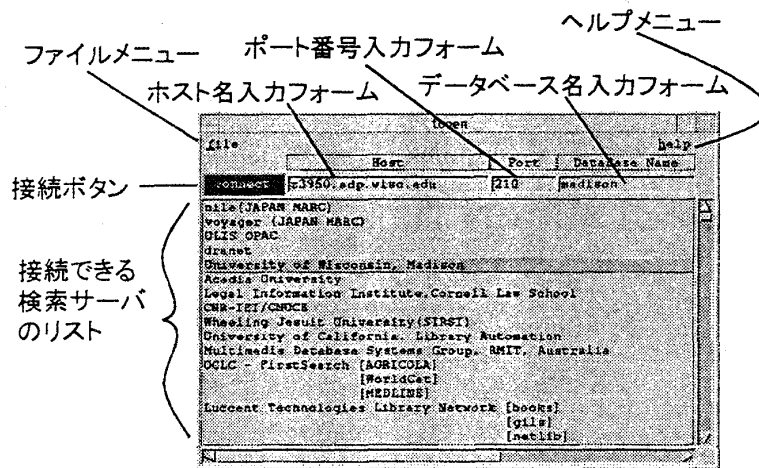 ヘルプメニュー
ファイルメニュー
ポート番号入力フォーム
ホスト名入力フォーム
データベース名入力フォーム
file
help
Host
Port
DataBase Name
接続ボタン
connect
z3950.adp.wisc.edu
210
madison
接続できる
検索サーバ
のリスト
nile(JAPAN MARC)
voyager (JAPAN MARC)
ULIS OPAC
dranet
University of Wisconsin, Madison
Acadia University
Legal Information Institute,Cornell Law School
CNR-IEI/CNUCE
Wheeling Jesuit University(SIRSI)
University of California. Library Automation
Multimedia Database Systems Group, RMIT, Australia
OCLC - FirstSearch [AGRICOLA]
[WorldCat]
[MEDLINE]
Luccent Technologies Library Network [books]
[gils]
[netlib]